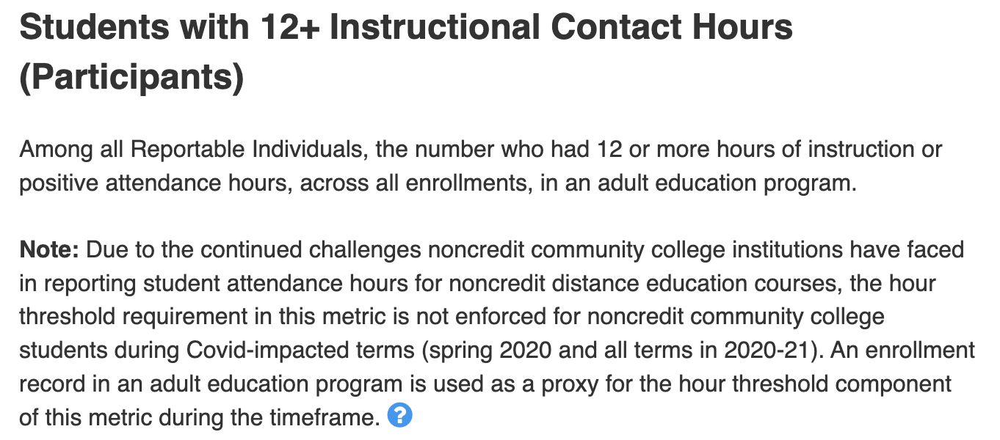 Students with 12+ Instructional Contact Hours
(Participants)
Among all Reportable Individuals, the number who had 12 or more hours of instruction or
positive attendance hours, across all enrollments, in an adult education program.
Note: Due to the continued challenges noncredit community college institutions have faced
in reporting student attendance hours for noncredit distance education courses, the hour
threshold requirement in this metric is not enforced for noncredit community college
students during Covid-impacted terms (spring 2020 and all terms in 2020-21). An enrollment
record in an adult education program is used as a proxy for the hour threshold component
of this metric during the timeframe. ?